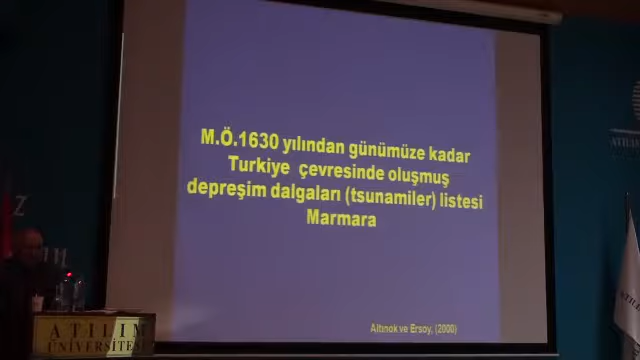 M.Ö.1630 yılından günümüze kadar
Turkiye çevresinde oluşmuş
depreşim dalgaları (tsunamiler) listesi
Marmara
Altınok ve Ersoy, (2000)
ATILIM
ÜNİVERSİTESİ